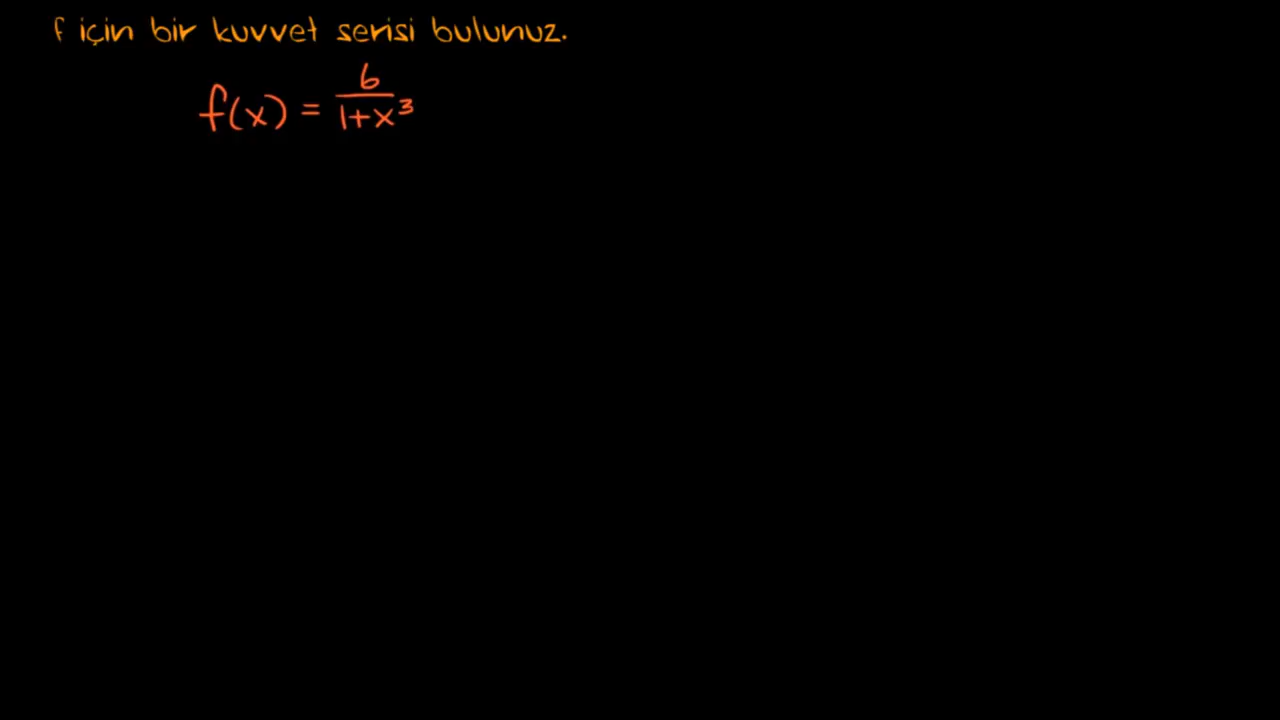 f için bir kuvvet serisi bulunuz.
f(x) = 6/(1+x³)